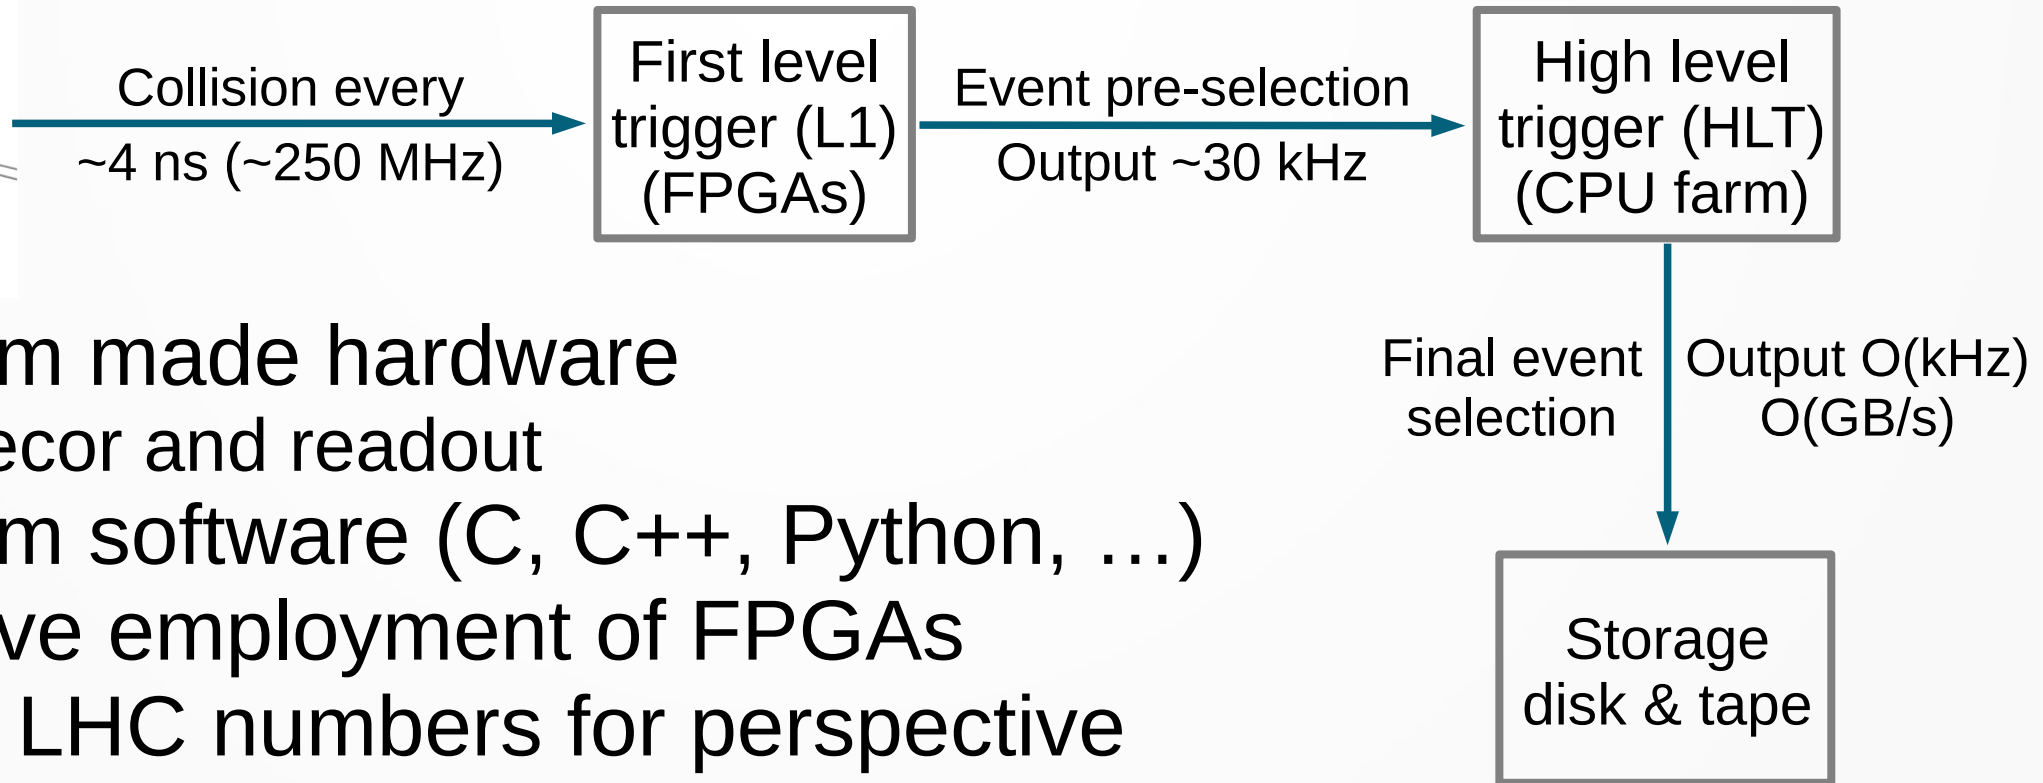 Collision every
~4 ns (~250 MHz)
First level
trigger (L1)
(FPGAs)
Event pre-selection
Output ~30 kHz
High level
trigger (HLT)
(CPU farm)
Final event
selection
Output O(kHz)
O(GB/s)
Storage
disk & tape
m made hardware
ecor and readout
m software (C, C++, Python, …)
ve employment of FPGAs
LHC numbers for perspective